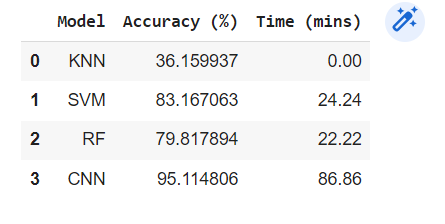 Model Accuracy (%) Time (mins)
0 KNN 36.159937 0.00
1 SVM 83.167063 24.24
2 RF 79.817894 22.22
3 CNN 95.114806 86.86